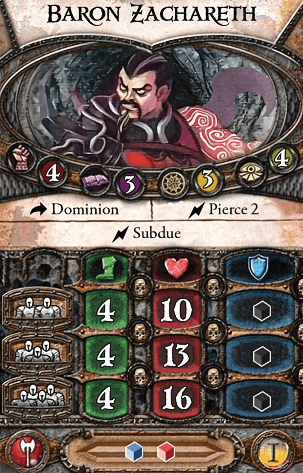 Baron Zachareth
4 3 3 4
Dominion Pierce 2
Subdue
4 10
4 13
4 16
I